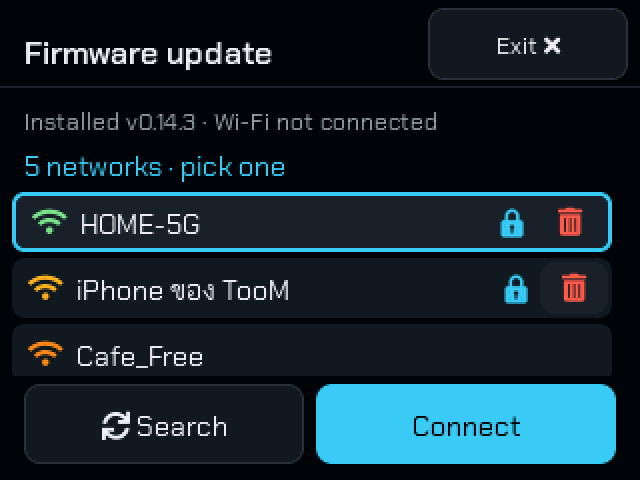 Firmware update
Exit
Installed v0.14.3 · Wi-Fi not connected
5 networks · pick one
HOME-5G
iPhone ของ TooM
Cafe_Free
Search
Connect